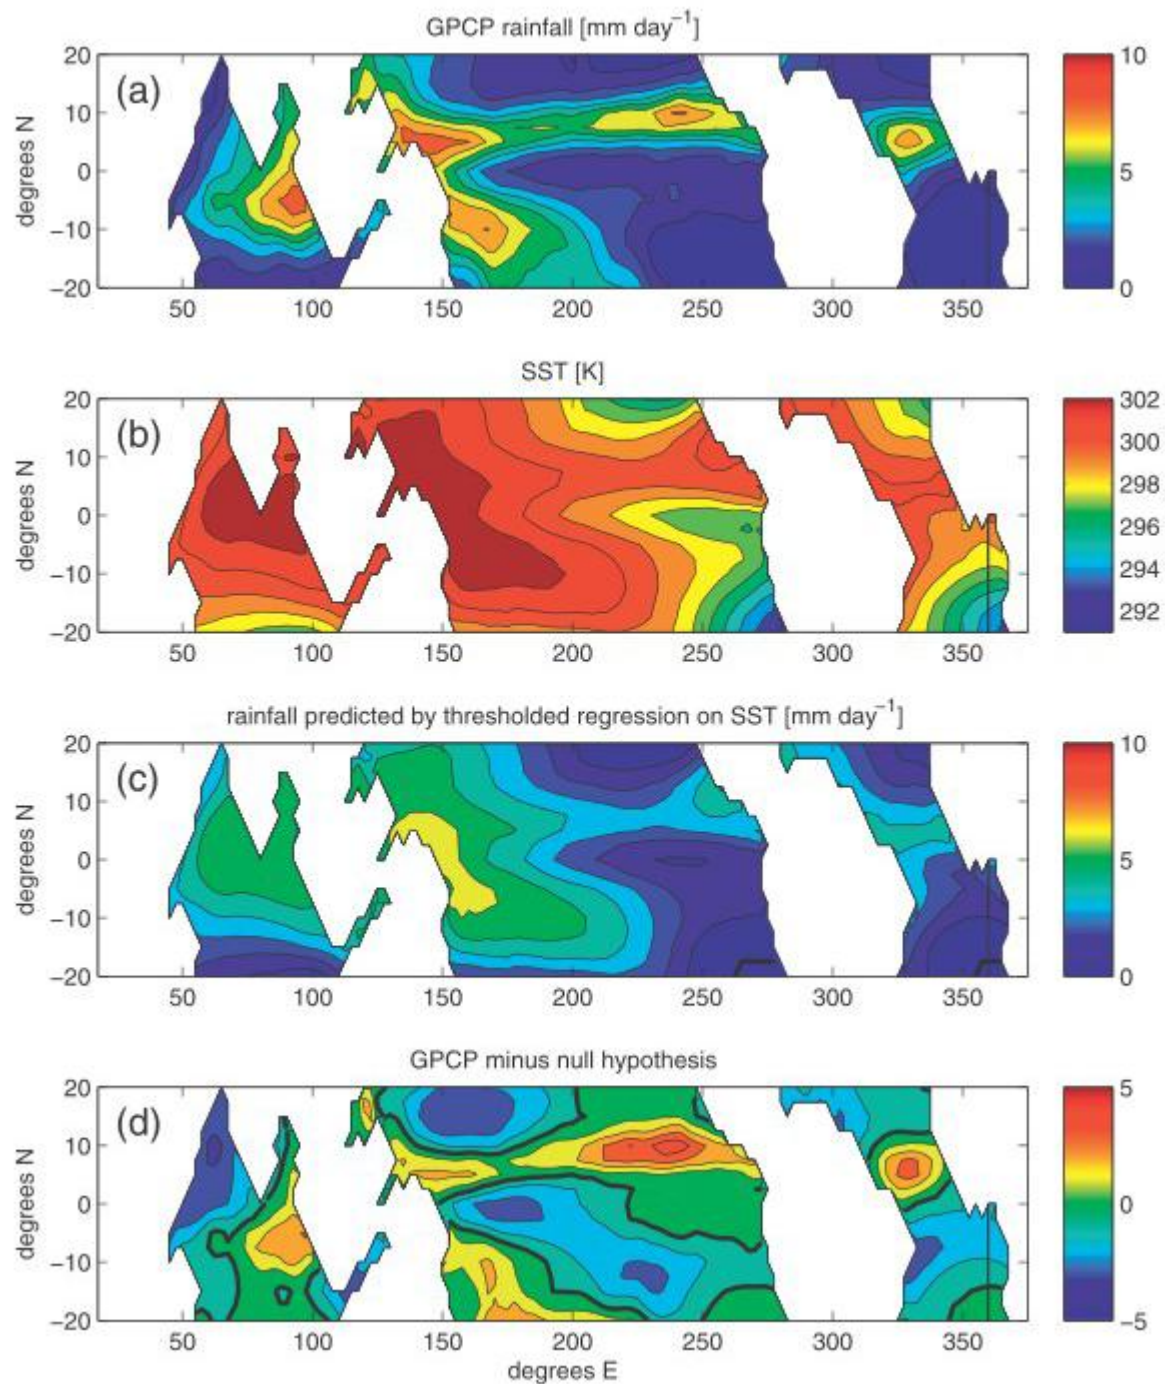 GPCP rainfall [mm day⁻¹]
(a)
degrees N
20
10
0
−10
−20
50 100 150 200 250 300 350
10
5
0
SST [K]
(b)
degrees N
20
10
0
−10
−20
50 100 150 200 250 300 350
302
300
298
296
294
292
rainfall predicted by thresholded regression on SST [mm day⁻¹]
(c)
degrees N
20
10
0
−10
−20
50 100 150 200 250 300 350
10
5
0
GPCP minus null hypothesis
(d)
degrees N
20
10
0
−10
−20
50 100 150 200 250 300 350
degrees E
5
0
−5